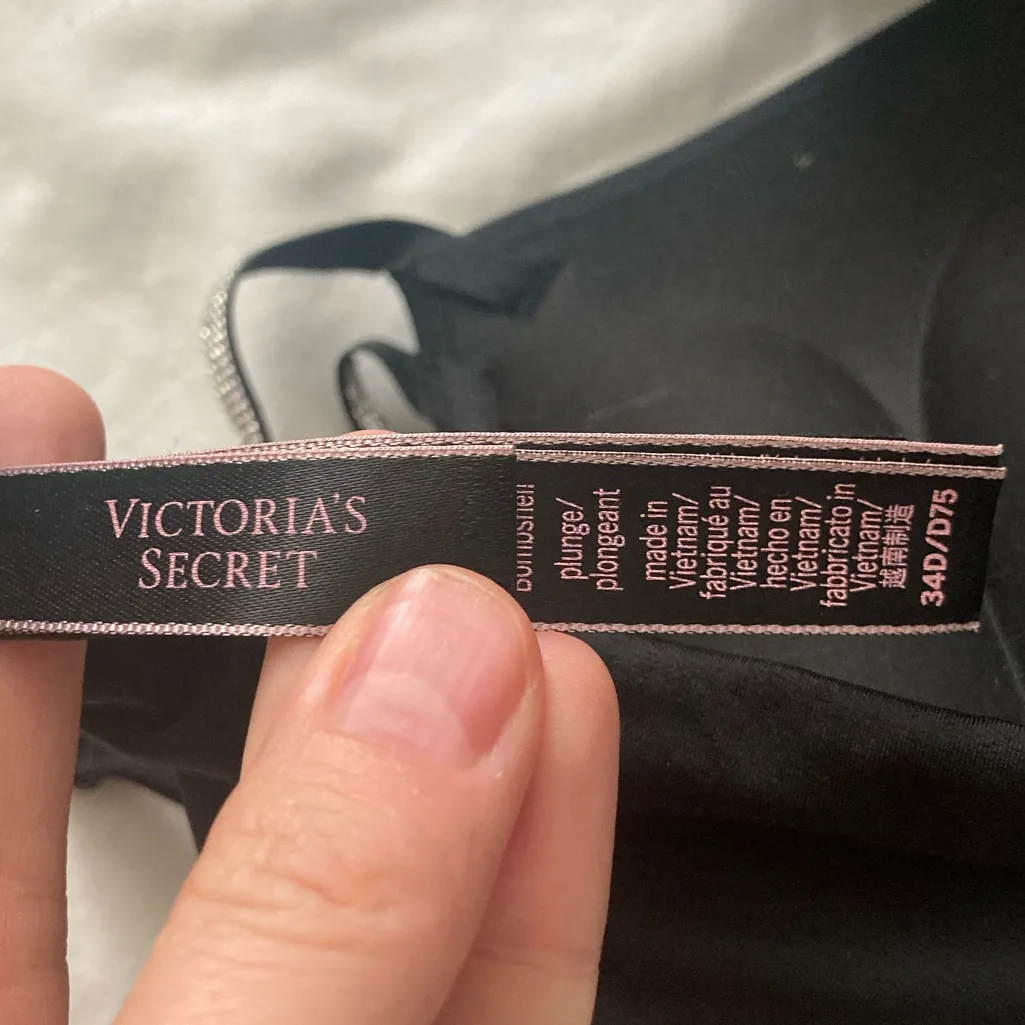 VICTORIA'S
SECRET
Bombshell
plunge/
plongeant
made in
Vietnam/
fabriqué au
Vietnam/
hecho en
Vietnam/
fabbricato in
Vietnam/
越南制造
34D/D75